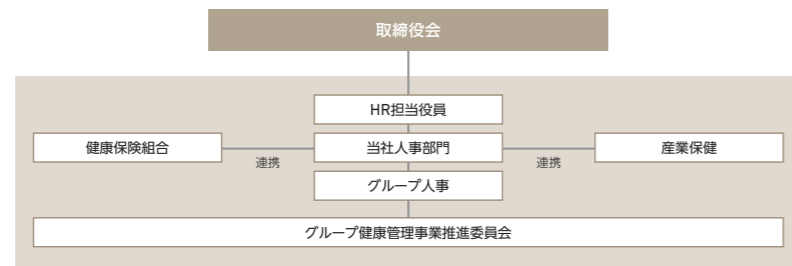 取締役会
HR担当役員
健康保険組合
連携
当社人事部門
連携
産業保健
グループ人事
グループ健康管理事業推進委員会